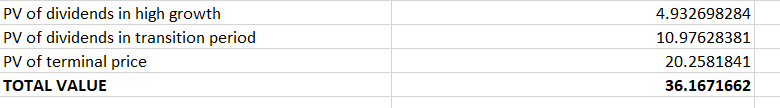 PV of dividends in high growth 4.932698284
PV of dividends in transition period 10.97628381
PV of terminal price 20.2581841
TOTAL VALUE 36.1671662